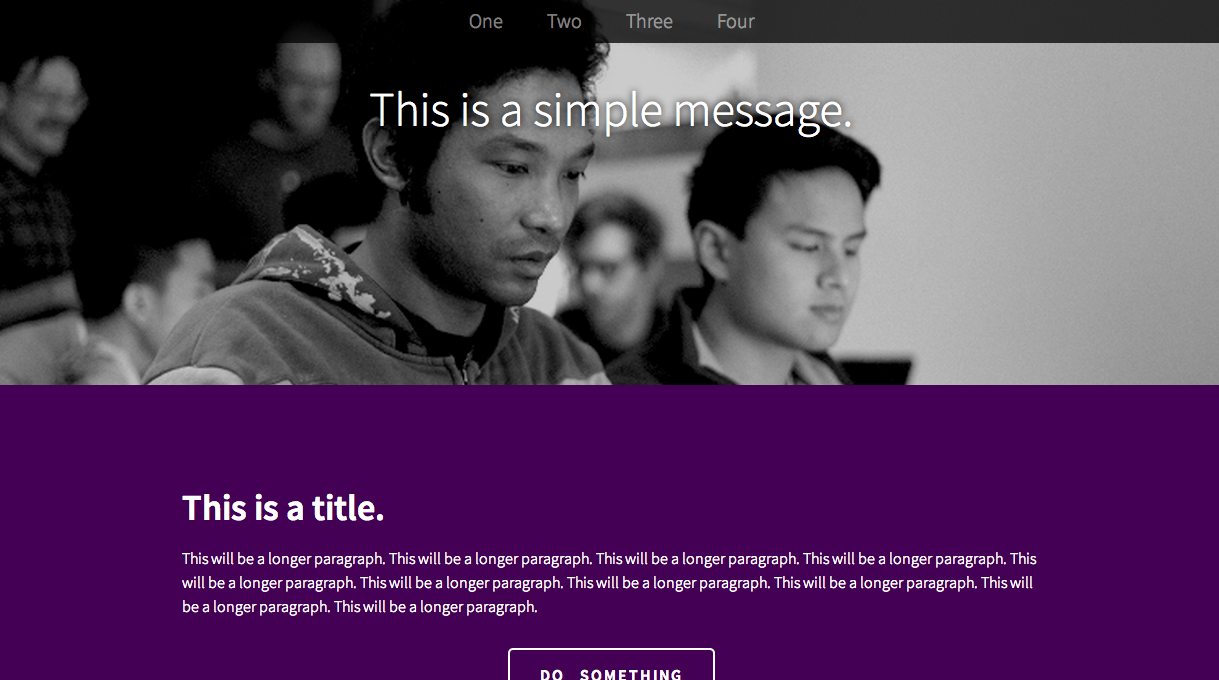 One Two Three Four
This is a simple message.
This is a title.
This will be a longer paragraph. This will be a longer paragraph. This will be a longer paragraph. This will be a longer paragraph. This
will be a longer paragraph. This will be a longer paragraph. This will be a longer paragraph. This will be a longer paragraph. This will
be a longer paragraph. This will be a longer paragraph.
DO SOMETHING